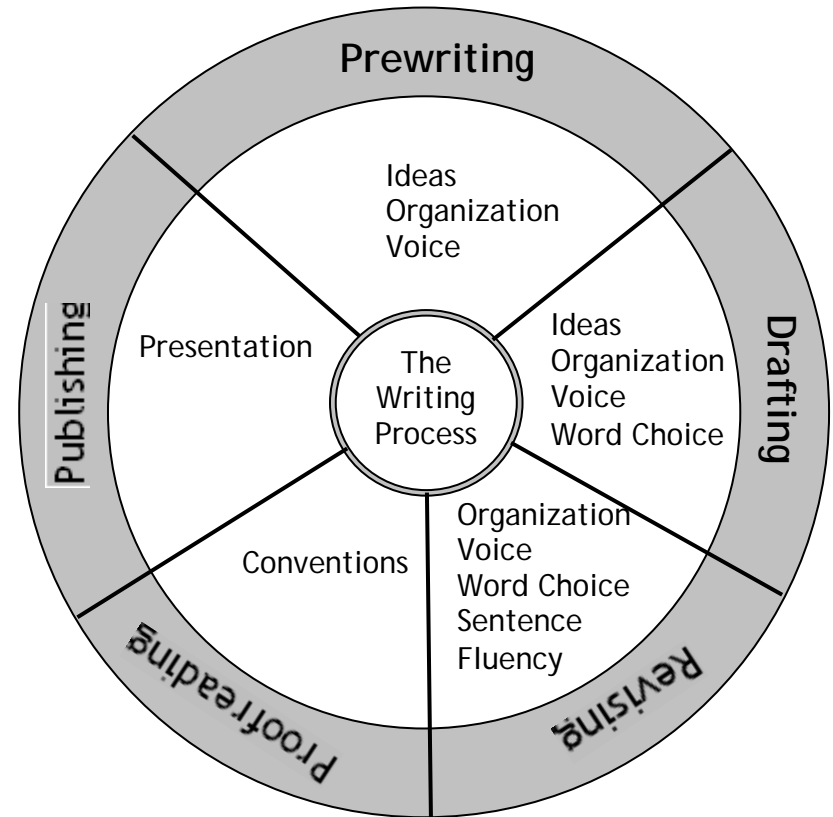 Prewriting
Ideas
Organization
Voice
Drafting
Ideas
Organization
Voice
Word Choice
Revising
Organization
Voice
Word Choice
Sentence
Fluency
Proofreading
Conventions
Publishing
Presentation
The
Writing
Process